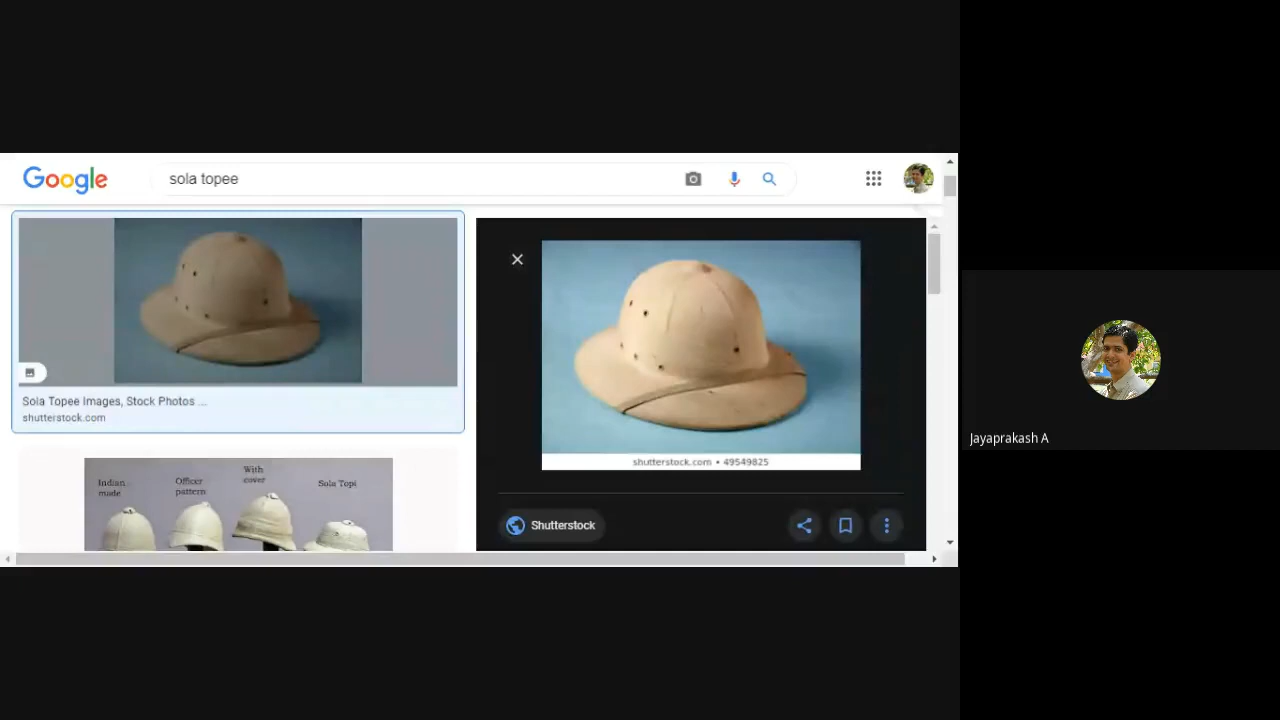 Google
sola topee
Sola Topee Images, Stock Photos ...
shutterstock.com
Indian
made
Officer
pattern
With
cover
Sola Topi
shutterstock.com • 49549825
Shutterstock
Jayaprakash A